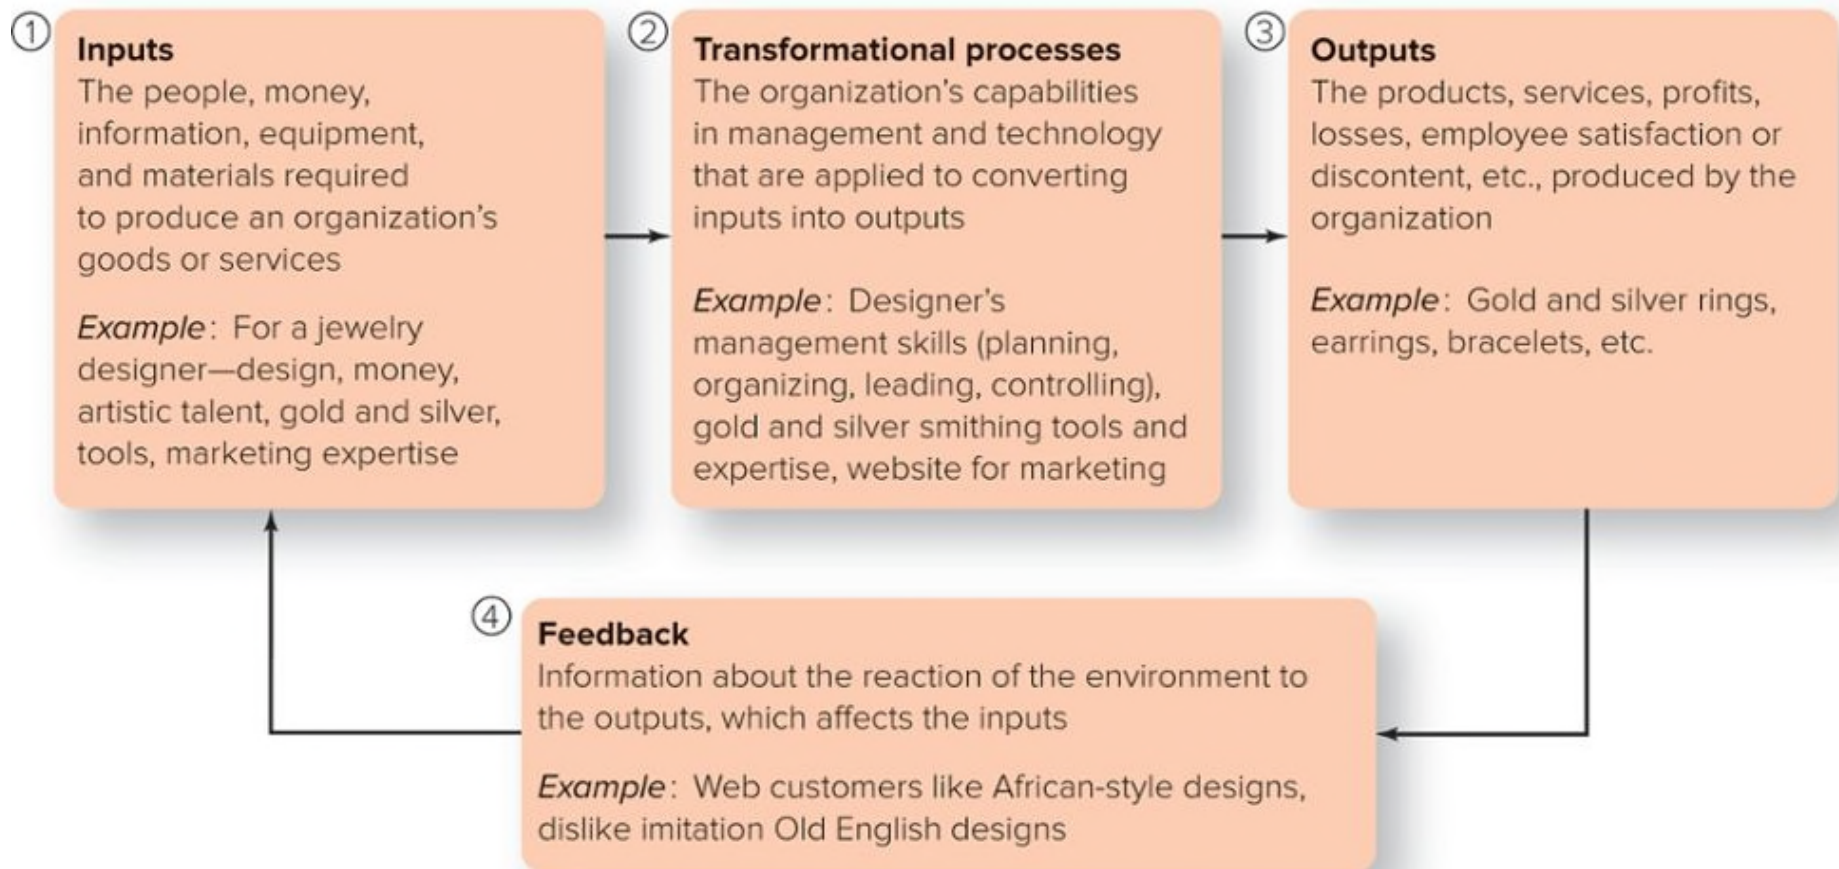 ①
Inputs
The people, money,
information, equipment,
and materials required
to produce an organization’s
goods or services
Example: For a jewelry
designer—design, money,
artistic talent, gold and silver,
tools, marketing expertise
②
Transformational processes
The organization’s capabilities
in management and technology
that are applied to converting
inputs into outputs
Example: Designer’s
management skills (planning,
organizing, leading, controlling),
gold and silver smithing tools and
expertise, website for marketing
③
Outputs
The products, services, profits,
losses, employee satisfaction or
discontent, etc., produced by the
organization
Example: Gold and silver rings,
earrings, bracelets, etc.
④
Feedback
Information about the reaction of the environment to
the outputs, which affects the inputs
Example: Web customers like African-style designs,
dislike imitation Old English designs